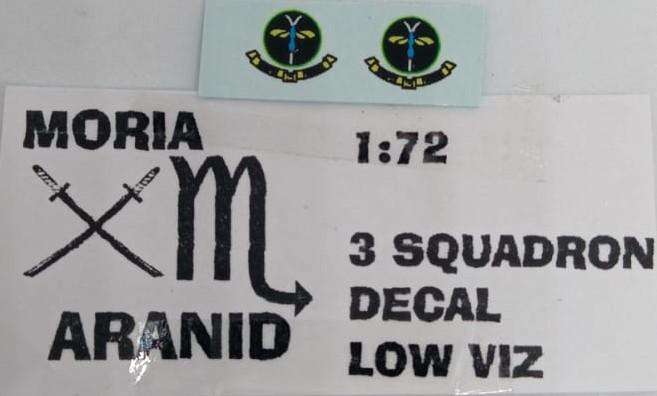 MORIA
ARANID
1:72
3 SQUADRON
DECAL
LOW VIZ